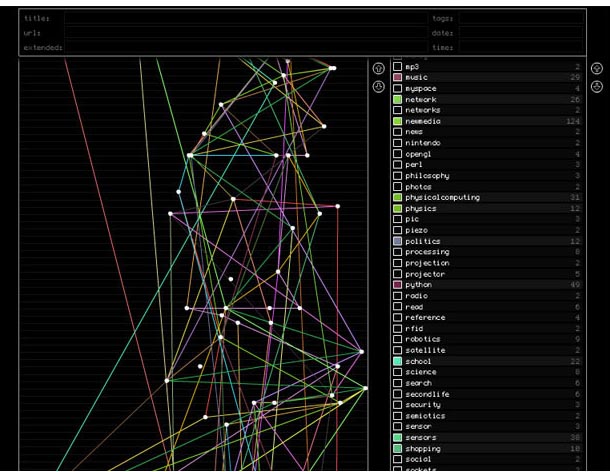 title:
tags:
url:
date:
extended:
time:
mp3 2
music 29
myspace 4
network 26
networks 2
newmedia 124
news 2
nintendo 2
opengl 4
perl 3
philosophy 3
photos 2
physicalcomputing 31
physics 12
pic 3
piezo 2
politics 12
processing 8
projection 2
projector 5
python 49
radio 2
read 6
reference 4
rfid 2
robotics 9
satellite 2
school 22
science 8
search 6
secondlife 6
security 3
semiotics 2
sensor 3
sensors 38
shopping 18
social 2
sockets